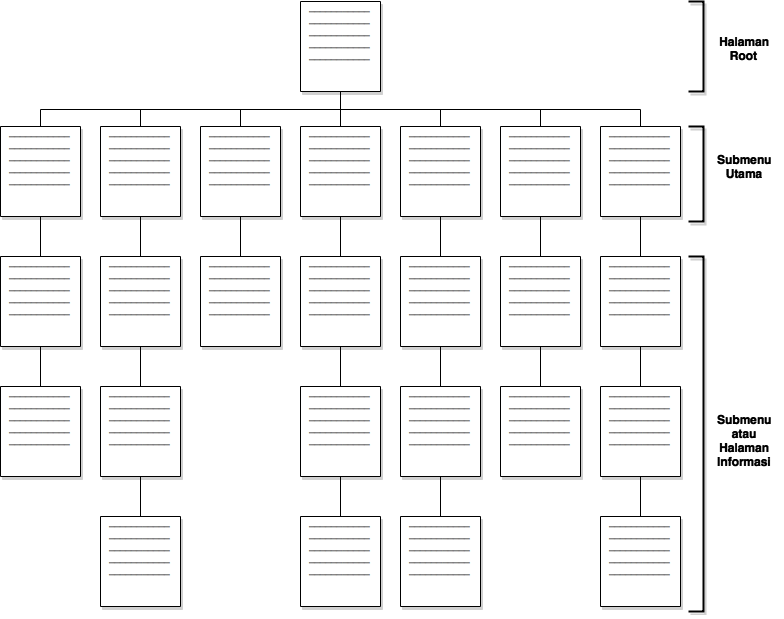 Halaman
Root
Submenu
Utama
Submenu
atau
Halaman
Informasi